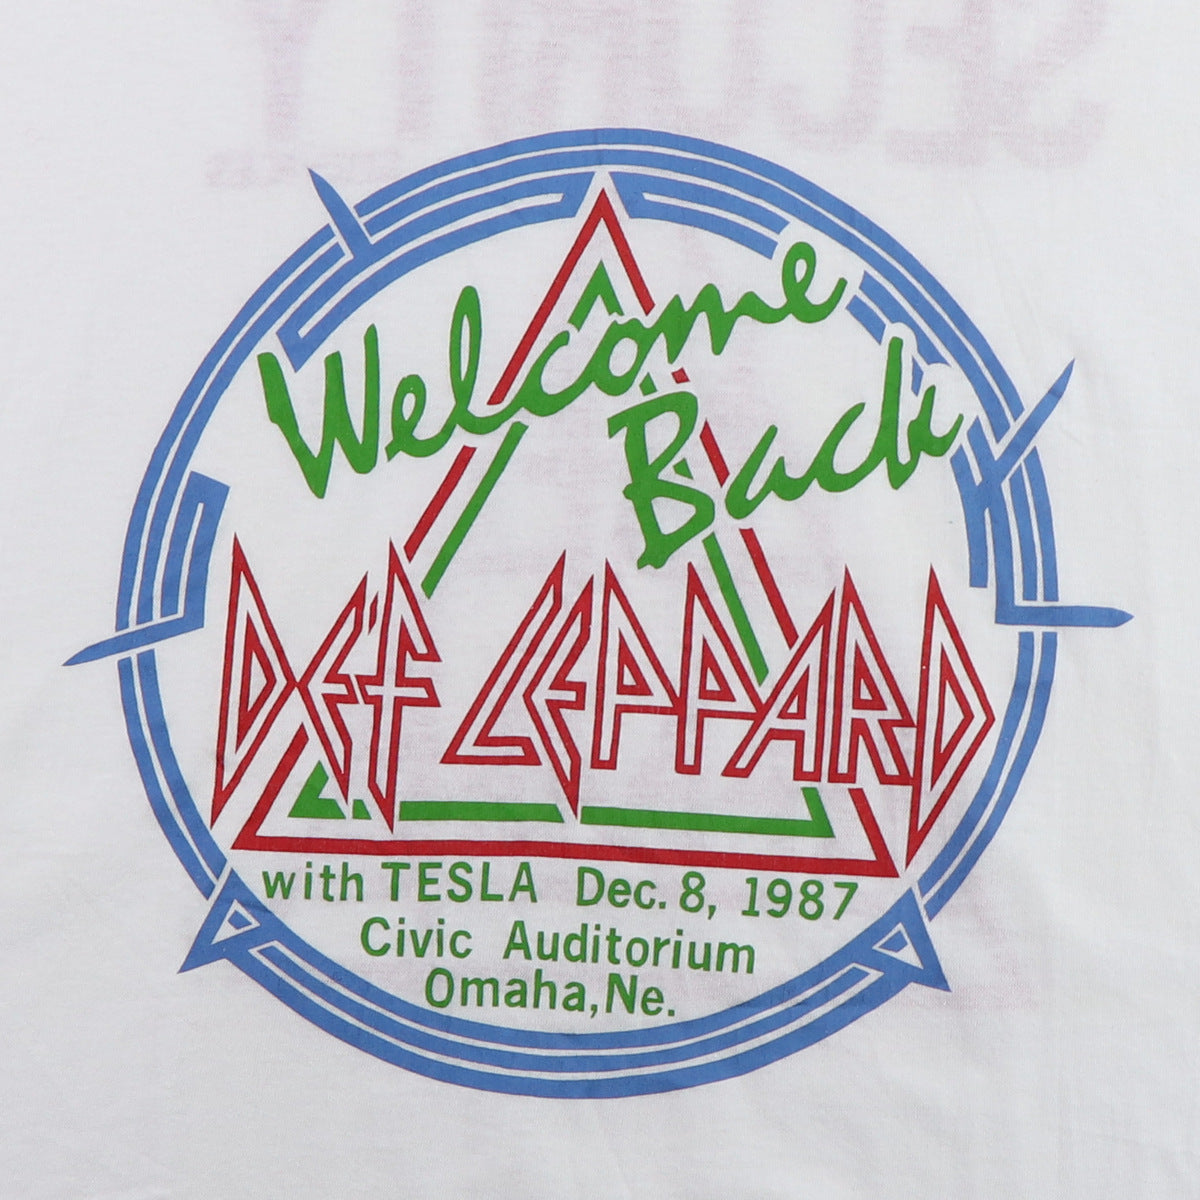 Welcome
Back
DEF LEPPARD
with TESLA Dec. 8, 1987
Civic Auditorium
Omaha, Ne.